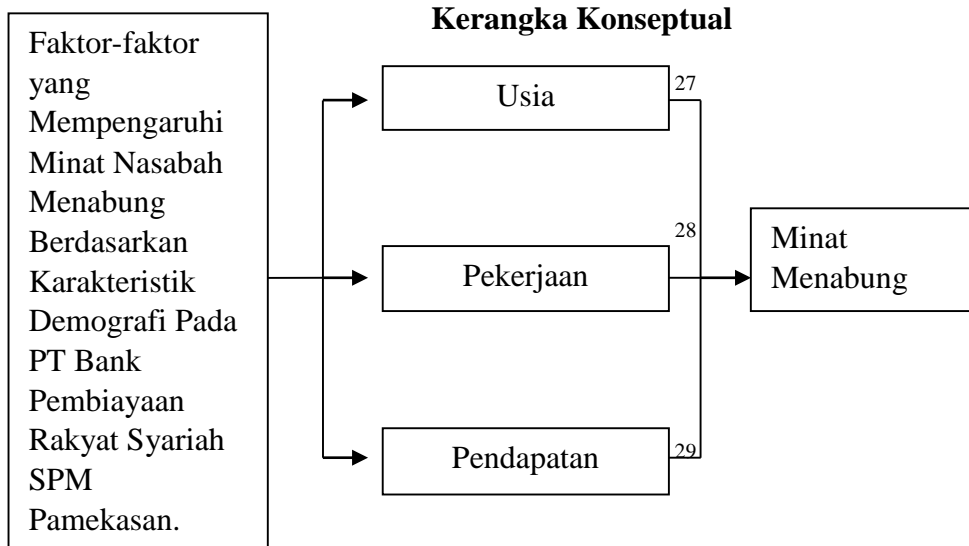 Kerangka Konseptual
Faktor-faktor
yang
Mempengaruhi
Minat Nasabah
Menabung
Berdasarkan
Karakteristik
Demografi Pada
PT Bank
Pembiayaan
Rakyat Syariah
SPM
Pamekasan.
Usia
27
Pekerjaan
28
Pendapatan
29
Minat
Menabung